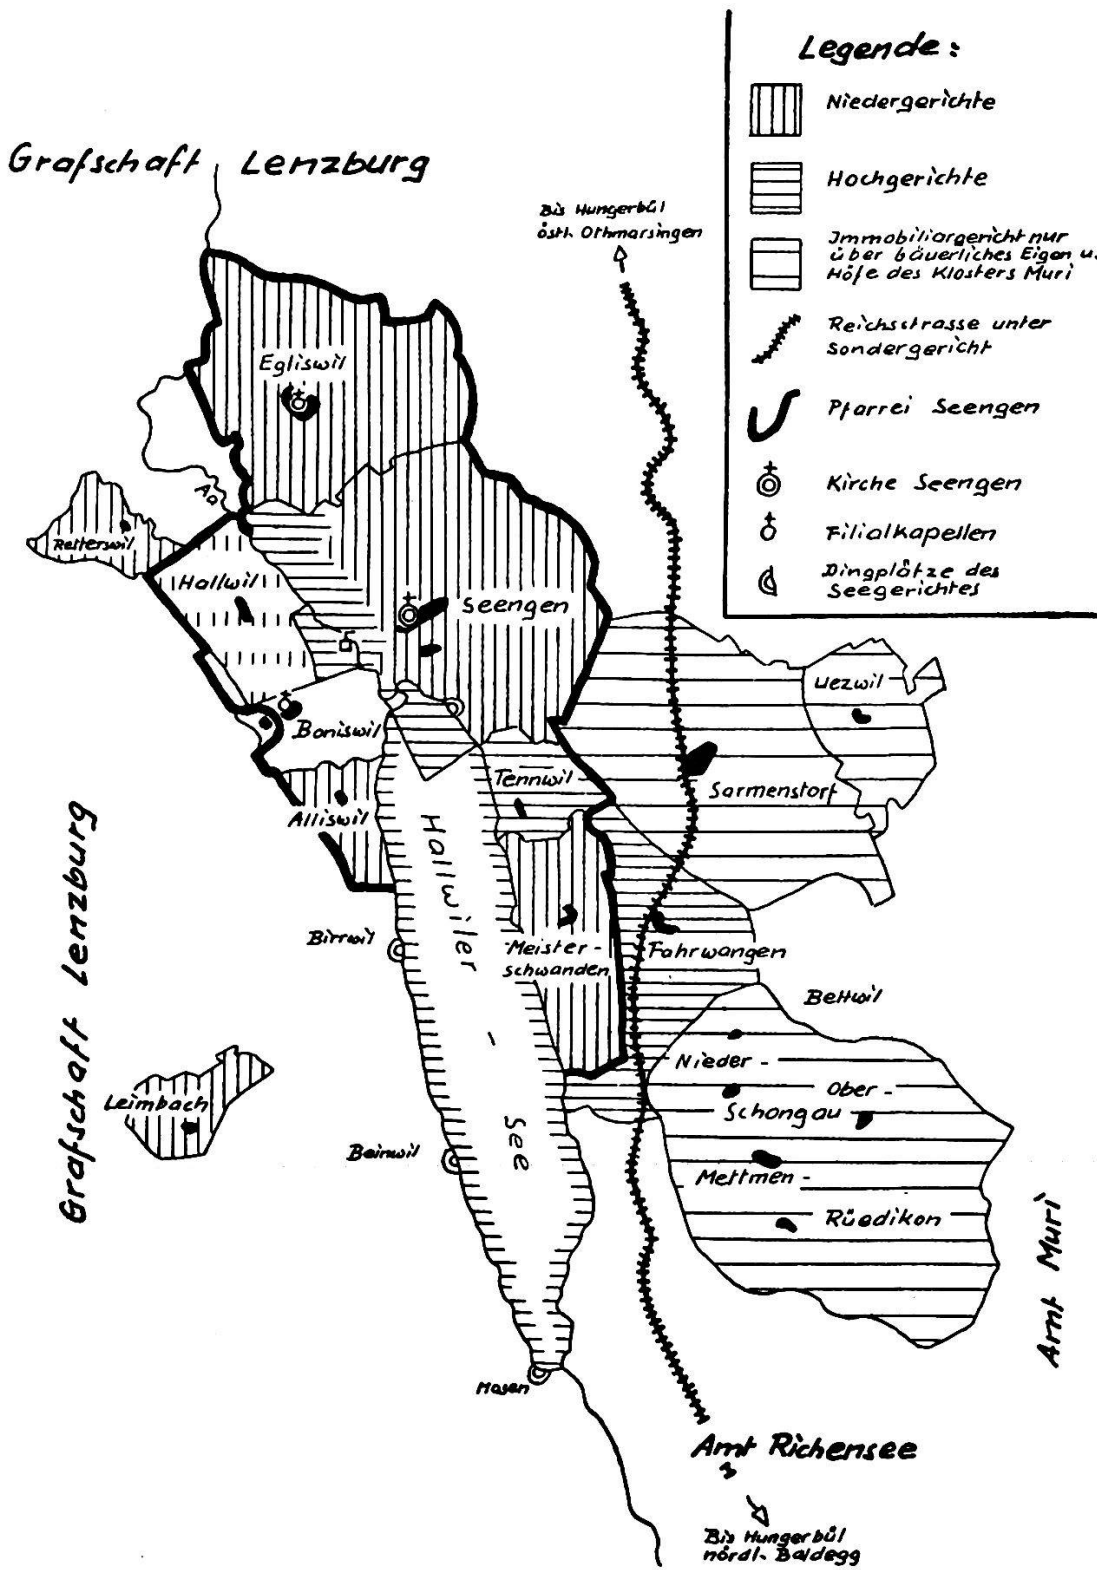 Legende:
Niedergerichte
Hochgerichte
Immobiliargericht nur
über bäuerliches Eigen u.
Höfe des Klosters Muri
Reichsstrasse unter
sondergericht
Pfarrei Seengen
Kirche Seengen
Filialkapellen
Dingplätze des
Seegerichtes
Grafschaft Lenzburg
Bis Hungerbül
östl. Othmarsingen
Egliswil
Aa
Retterswil
Hallwil
Seengen
Uezwil
Boniswil
Tennwil
Sarmenstorf
Alliswil
Hallwiler - See
Grafschaft Lenzburg
Birrwil
Meister-
schwanden
Fahrwangen
Bettwil
Nieder-
Ober-
Schongau
Leimbach
Beinwil
Mettmen-
Rüedikon
Amt Muri
Mosen
Amt Richensee
Bis Hungerbül
nördl. Baldegg